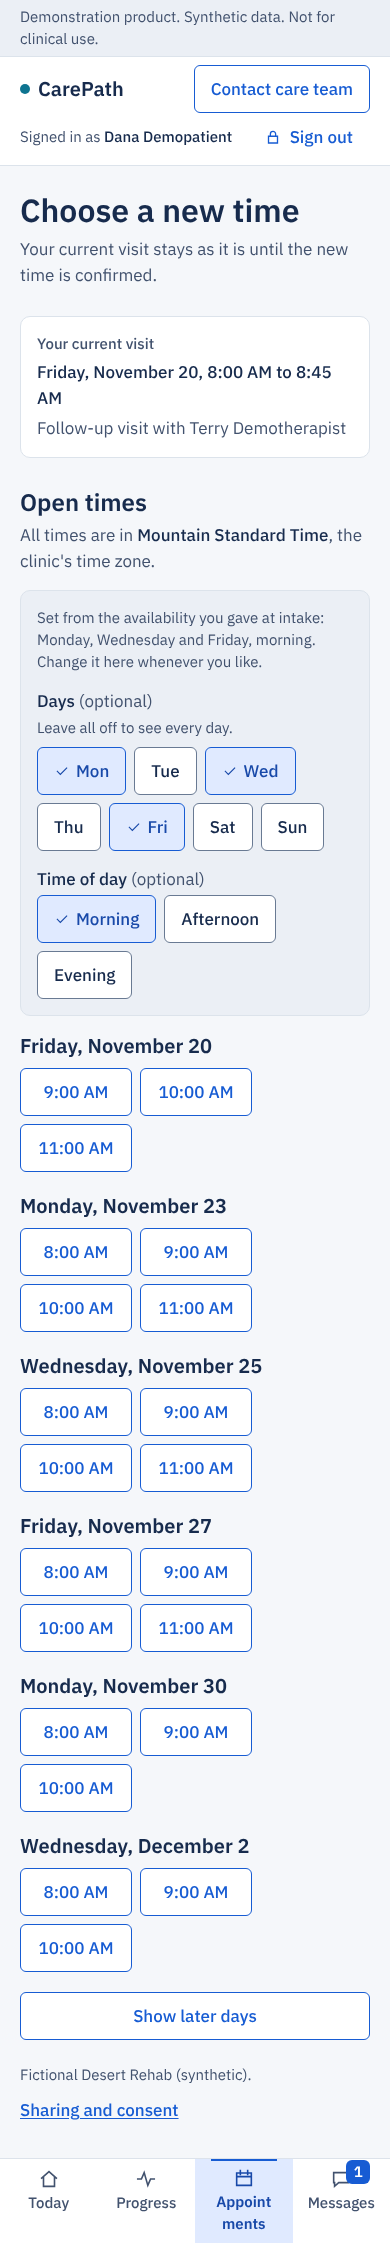 Demonstration product. Synthetic data. Not for
clinical use.
CarePath
Contact care team
Signed in as Dana Demopatient
Sign out
Choose a new time
Your current visit stays as it is until the new
time is confirmed.
Your current visit
Friday, November 20, 8:00 AM to 8:45
AM
Follow-up visit with Terry Demotherapist
Open times
All times are in Mountain Standard Time, the
clinic's time zone.
Set from the availability you gave at intake:
Monday, Wednesday and Friday, morning.
Change it here whenever you like.
Days (optional)
Leave all off to see every day.
Mon Tue Wed
Thu Fri Sat Sun
Time of day (optional)
Morning Afternoon
Evening
Friday, November 20
9:00 AM 10:00 AM
11:00 AM
Monday, November 23
8:00 AM 9:00 AM
10:00 AM 11:00 AM
Wednesday, November 25
8:00 AM 9:00 AM
10:00 AM 11:00 AM
Friday, November 27
8:00 AM 9:00 AM
10:00 AM 11:00 AM
Monday, November 30
8:00 AM 9:00 AM
10:00 AM
Wednesday, December 2
8:00 AM 9:00 AM
10:00 AM
Show later days
Fictional Desert Rehab (synthetic).
Sharing and consent
1
Today Progress Appoint
ments Messages